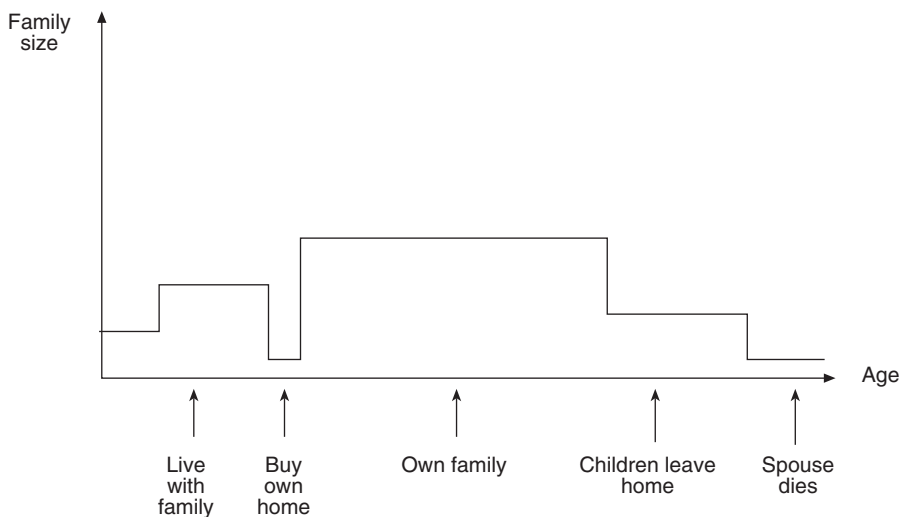 Family
size
Age
Live
with
family
Buy
own
home
Own family
Children leave
home
Spouse
dies